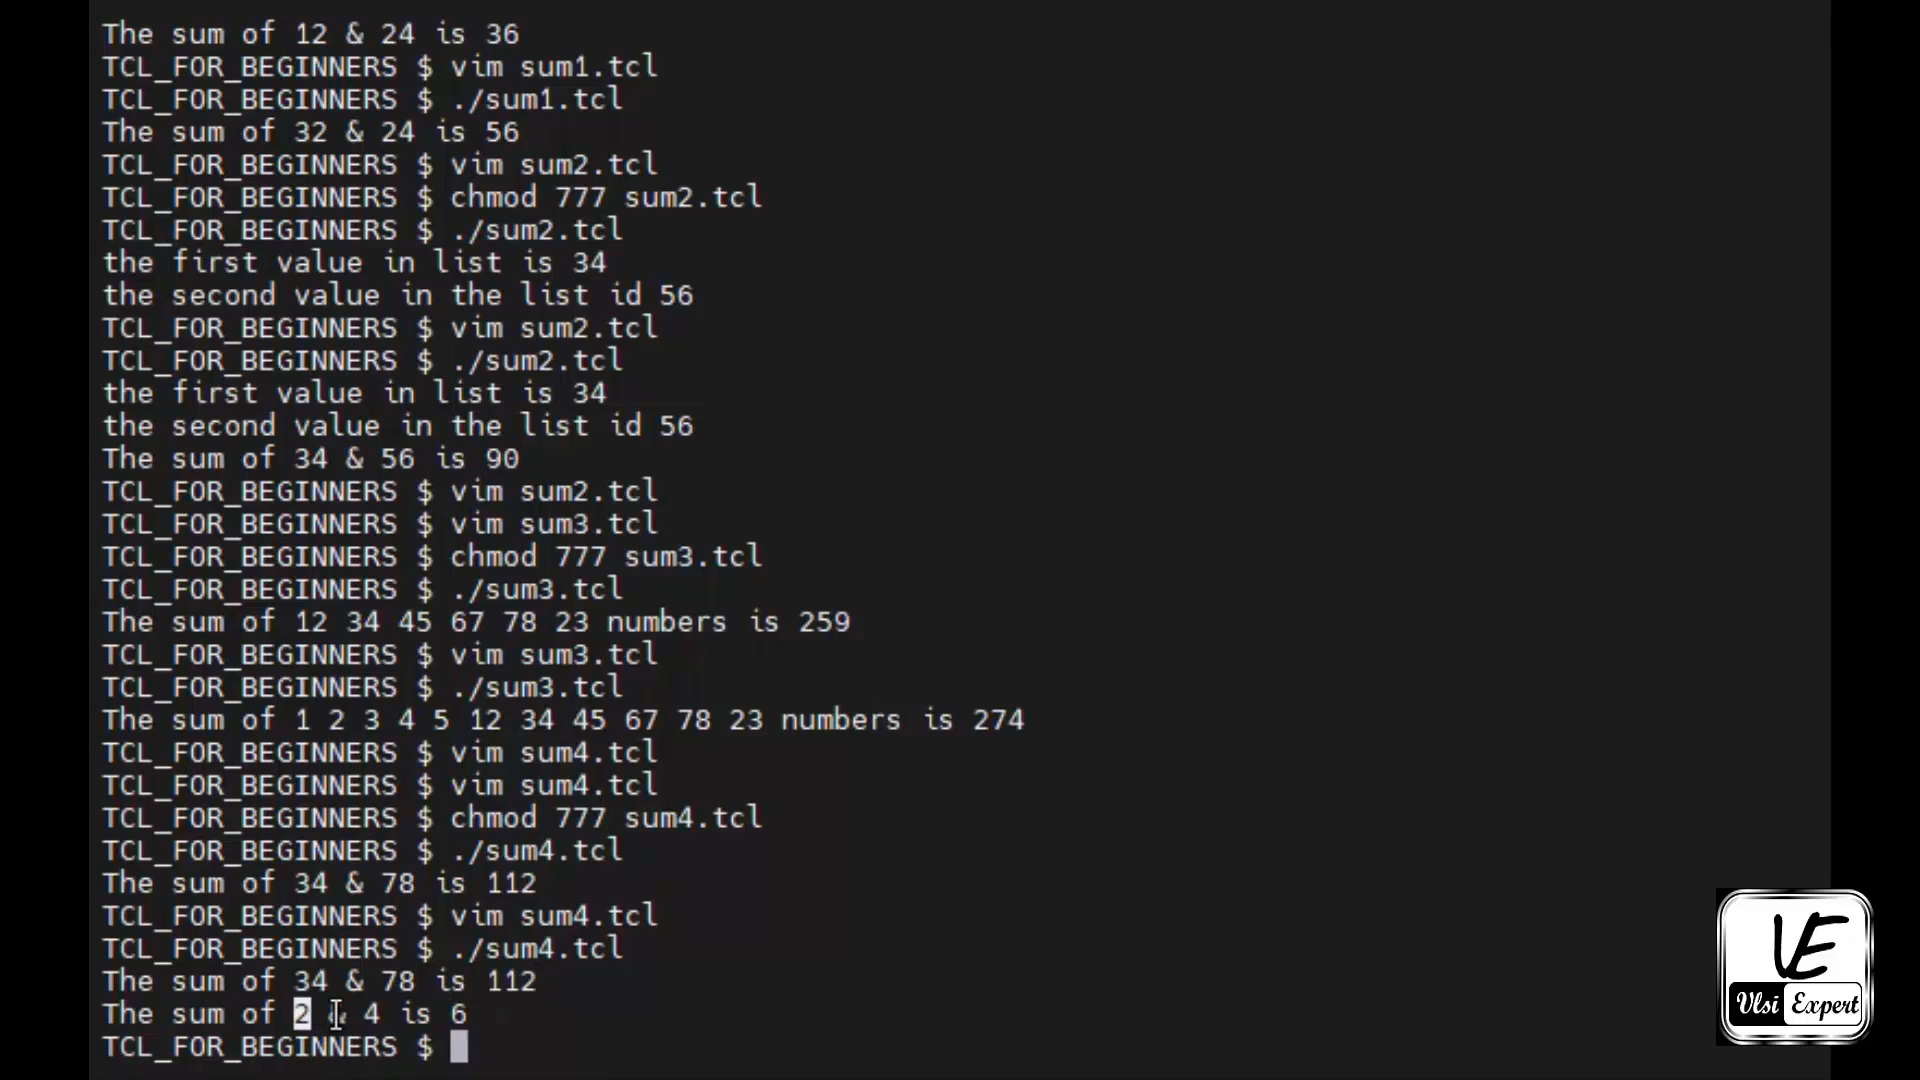 The sum of 12 & 24 is 36
TCL_FOR_BEGINNERS $ vim sum1.tcl
TCL_FOR_BEGINNERS $ ./sum1.tcl
The sum of 32 & 24 is 56
TCL_FOR_BEGINNERS $ vim sum2.tcl
TCL_FOR_BEGINNERS $ chmod 777 sum2.tcl
TCL_FOR_BEGINNERS $ ./sum2.tcl
the first value in list is 34
the second value in the list id 56
TCL_FOR_BEGINNERS $ vim sum2.tcl
TCL_FOR_BEGINNERS $ ./sum2.tcl
the first value in list is 34
the second value in the list id 56
The sum of 34 & 56 is 90
TCL_FOR_BEGINNERS $ vim sum2.tcl
TCL_FOR_BEGINNERS $ vim sum3.tcl
TCL_FOR_BEGINNERS $ chmod 777 sum3.tcl
TCL_FOR_BEGINNERS $ ./sum3.tcl
The sum of 12 34 45 67 78 23 numbers is 259
TCL_FOR_BEGINNERS $ vim sum3.tcl
TCL_FOR_BEGINNERS $ ./sum3.tcl
The sum of 1 2 3 4 5 12 34 45 67 78 23 numbers is 274
TCL_FOR_BEGINNERS $ vim sum4.tcl
TCL_FOR_BEGINNERS $ vim sum4.tcl
TCL_FOR_BEGINNERS $ chmod 777 sum4.tcl
TCL_FOR_BEGINNERS $ ./sum4.tcl
The sum of 34 & 78 is 112
TCL_FOR_BEGINNERS $ vim sum4.tcl
TCL_FOR_BEGINNERS $ ./sum4.tcl
The sum of 34 & 78 is 112
The sum of 2 & 4 is 6
TCL_FOR_BEGINNERS $
VE
Vlsi Expert